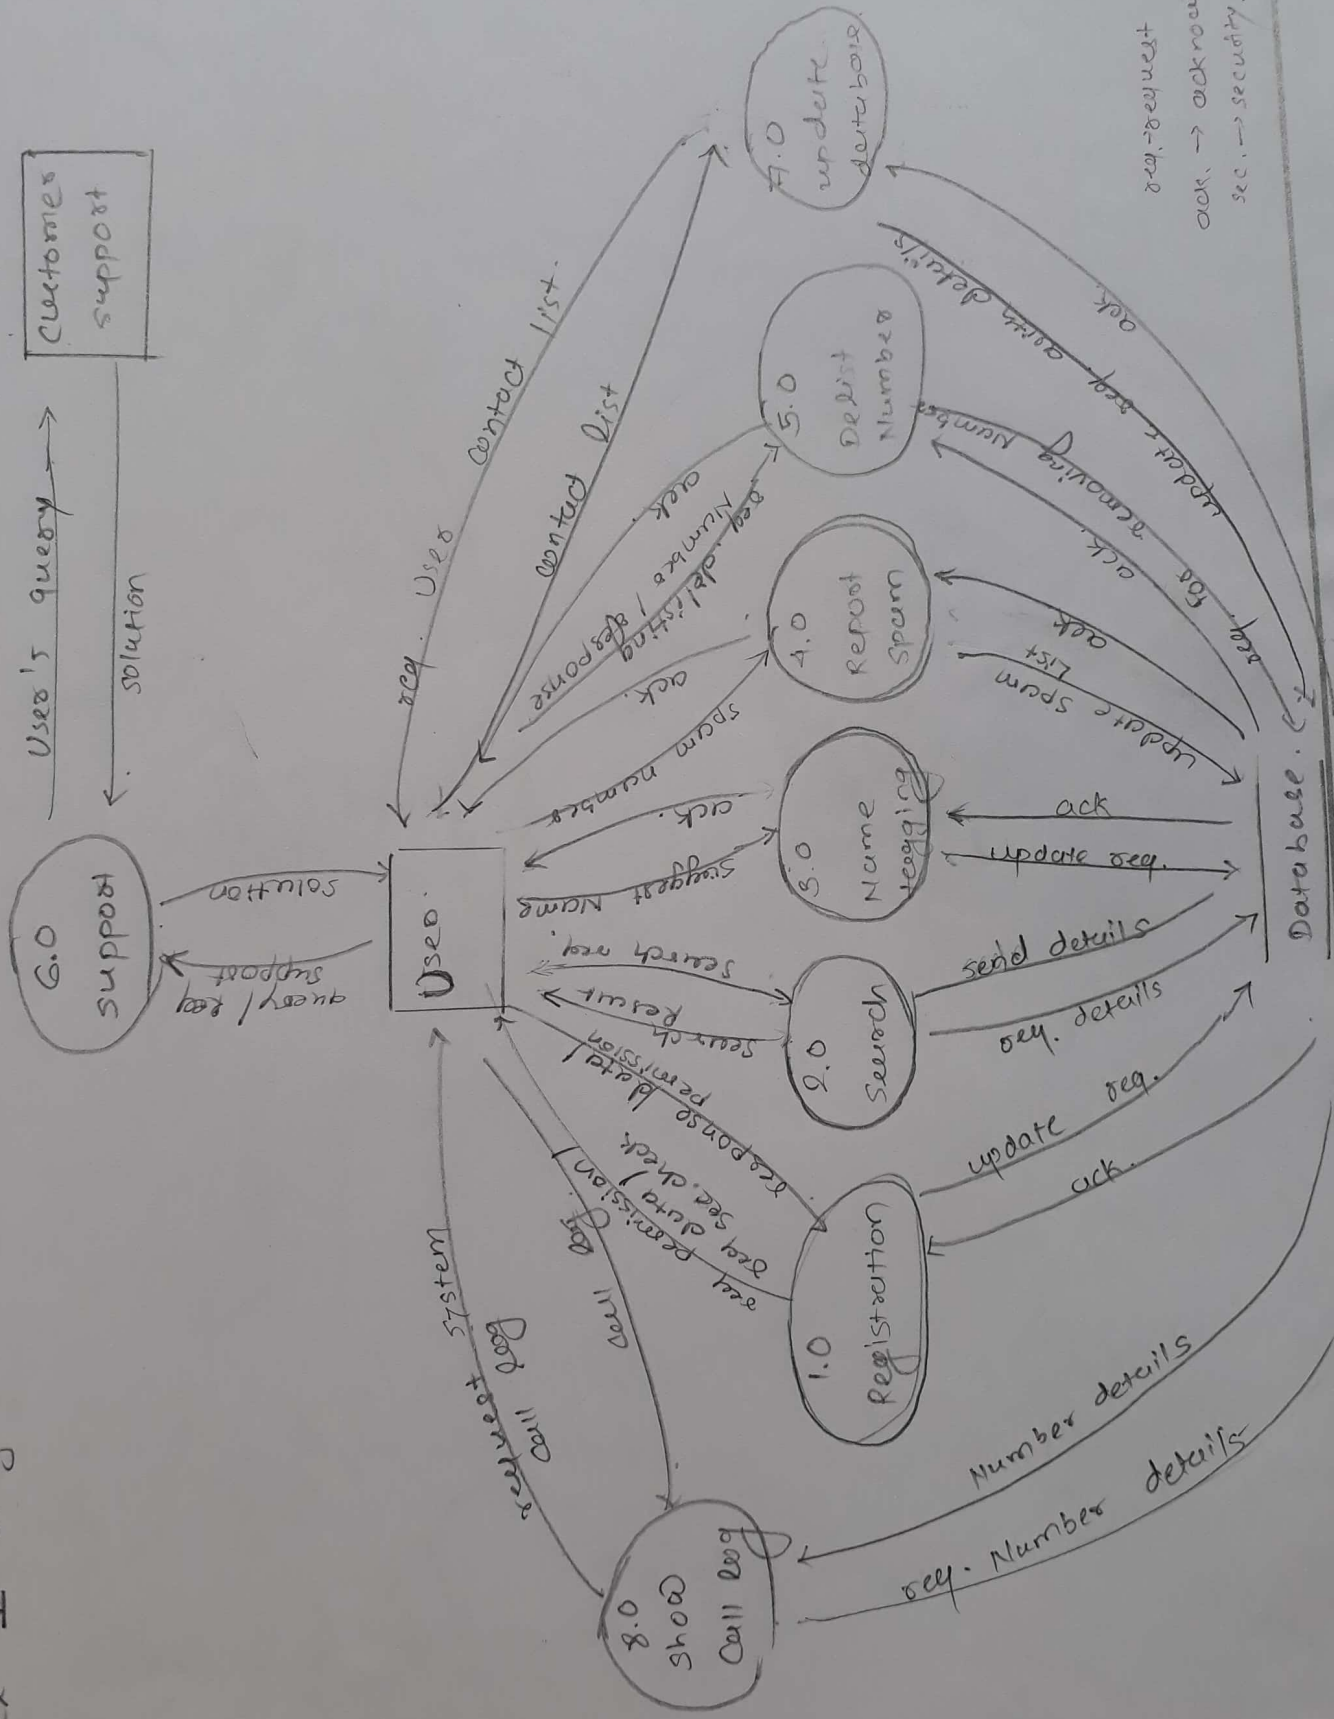 6.0
support
User's query
solution
Customer
support
solution
query / req
support
User
req User contact list.
contact list
ack.
req. delisting
Number / response
ack.
spam number
ack.
suggest Name
search req.
search Result
response data /
permission
req permission /
req data /
sec. check
call log
request system
call log
8.0
show
call log
1.0
Registration
2.0
Search
3.0
Name
tagging
4.0
Report
Spam
5.0
Delist
Number
7.0
update
database
update req. with details
ack.
req. for removing Number
ack.
ack
update spam
List
ack
update req.
send details
req. details
update req.
ack.
Number details
req. Number details
Database.
req. → request
ack. →
sec. → security.